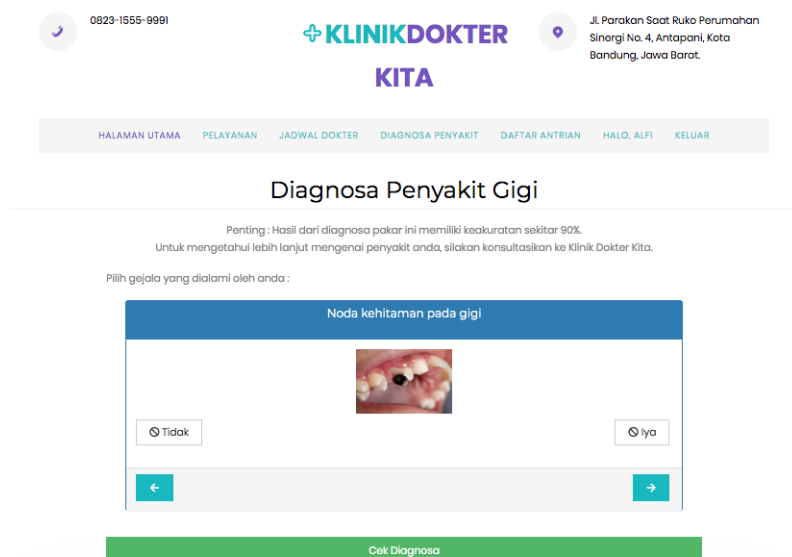 0823-1555-9991
KLINIKDOKTER
KITA
Jl. Parakan Saat Ruko Perumahan
Sinergi No. 4, Antapani, Kota
Bandung, Jawa Barat.
HALAMAN UTAMA PELAYANAN JADWAL DOKTER DIAGNOSA PENYAKIT DAFTAR ANTRIAN HALO, ALFI KELUAR
Diagnosa Penyakit Gigi
Penting : Hasil dari diagnosa pakar ini memiliki keakuratan sekitar 90%.
Untuk mengetahui lebih lanjut mengenai penyakit anda, silakan konsultasikan ke Klinik Dokter Kita.
Pilih gejala yang dialami oleh anda :
Noda kehitaman pada gigi
Tidak Iya
Cek Diagnosa